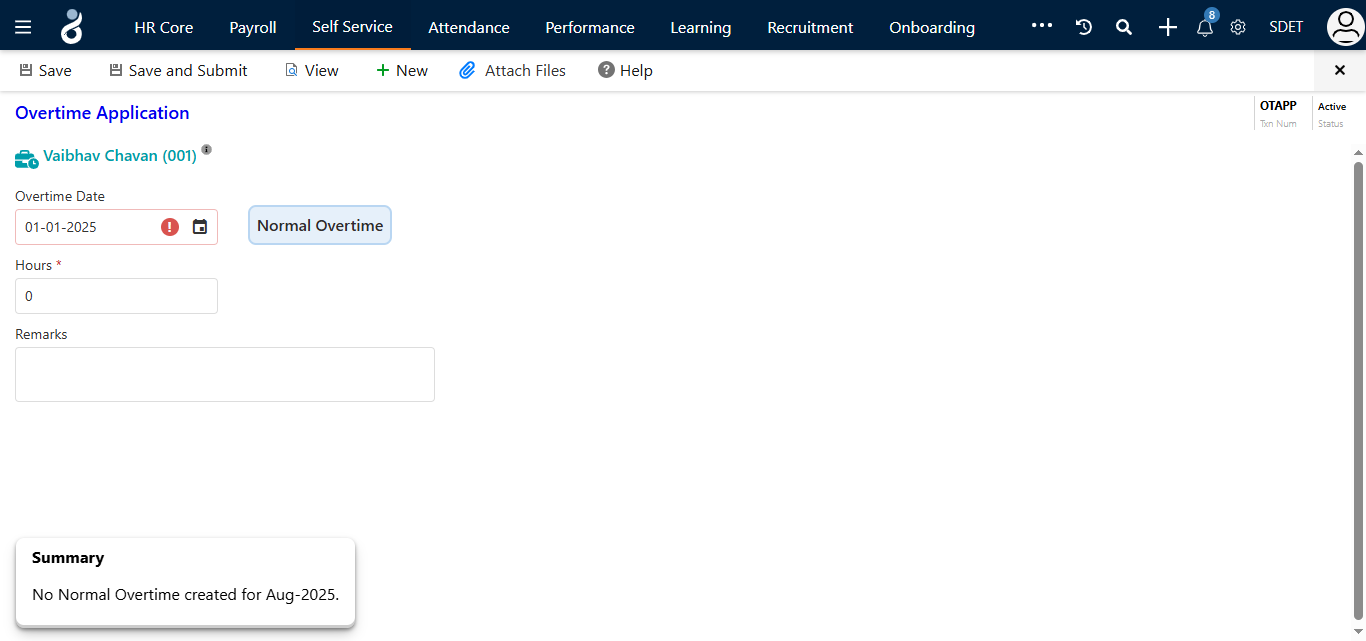 HR Core Payroll Self Service Attendance Performance Learning Recruitment Onboarding ••• 8 SDET
Save Save and Submit View New Attach Files Help
Overtime Application
OTAPP Active
Txn Num Status
Vaibhav Chavan (001)
Overtime Date
01-01-2025 Normal Overtime
Hours *
0
Remarks
Summary
No Normal Overtime created for Aug-2025.